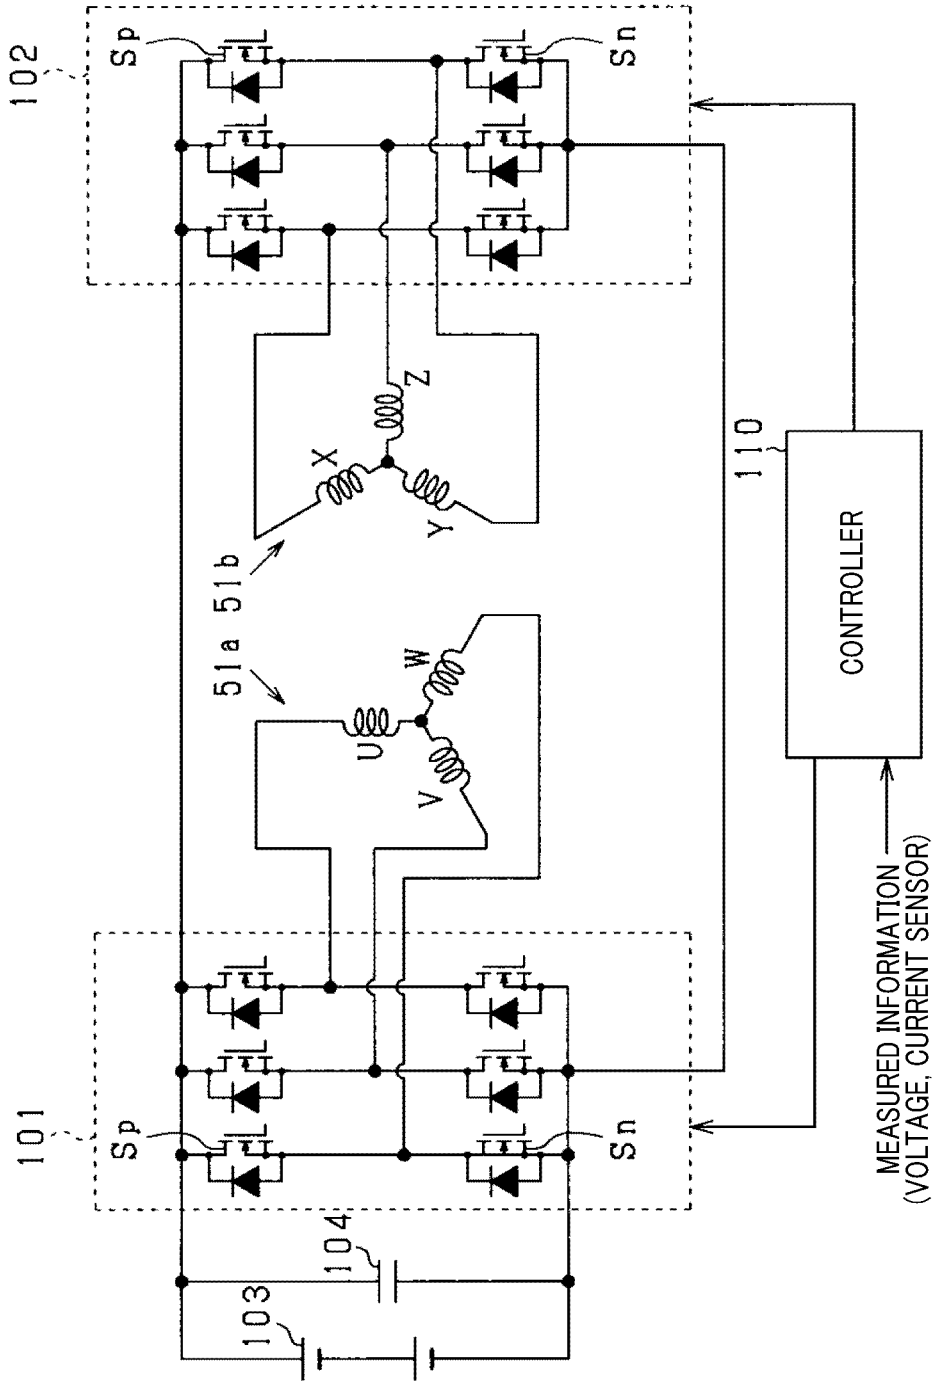 103
104
101
Sp
Sn
51a
51b
U
V
W
X
Y
Z
102
Sp
Sn
110
CONTROLLER
MEASURED INFORMATION
(VOLTAGE, CURRENT SENSOR)